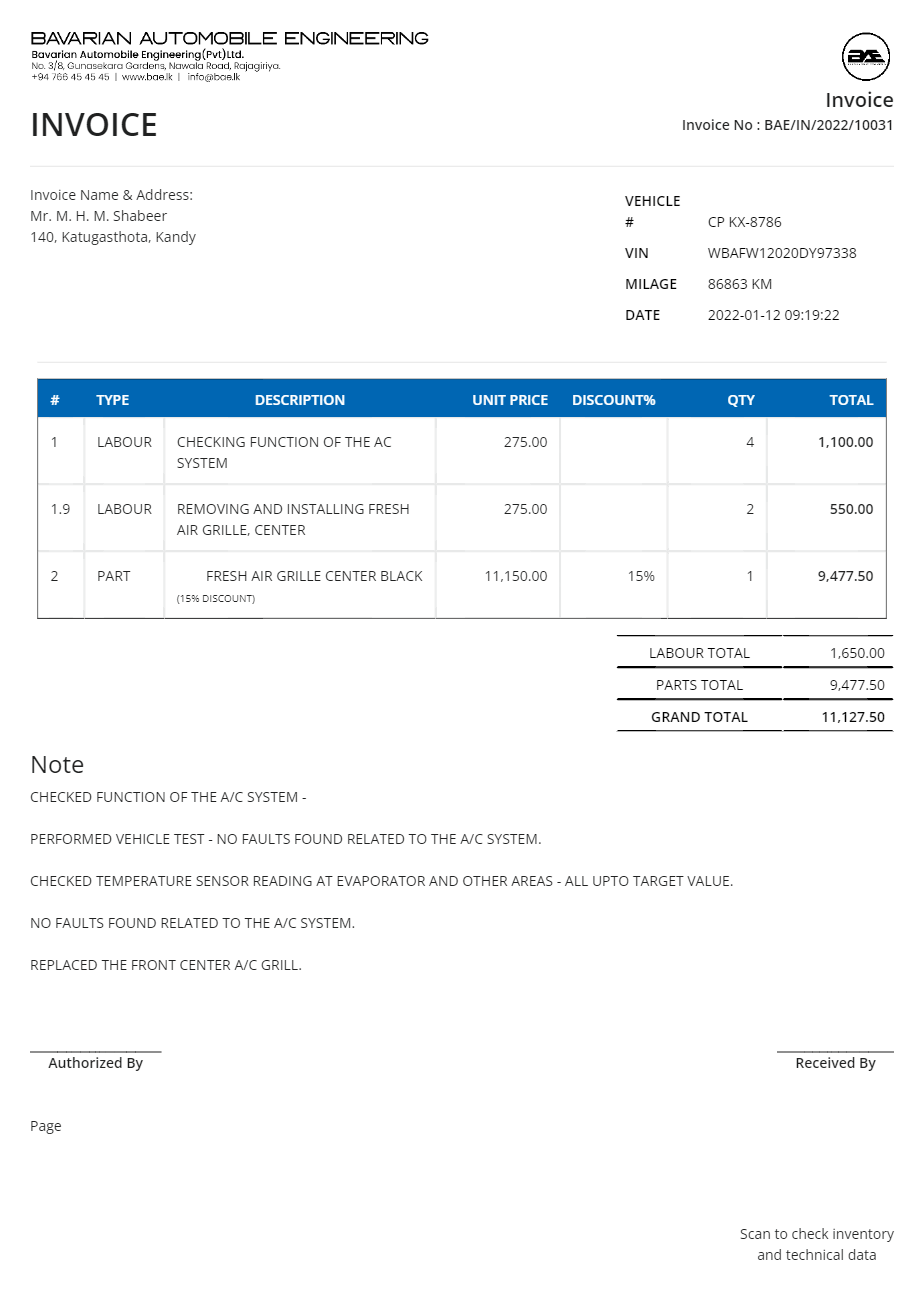 BAVARIAN AUTOMOBILE ENGINEERING
Bavarian Automobile Engineering(Pvt)Ltd.
No. 3/8, Gunasekara Gardens, Nawala Road, Rajagiriya.
+94 766 45 45 45 | www.bae.lk | info@bae.lk
BAE
Invoice
INVOICE
Invoice No : BAE/IN/2022/10031
Invoice Name & Address:
Mr. M. H. M. Shabeer
140, Katugasthota, Kandy
VEHICLE
# CP KX-8786
VIN WBAFW12020DY97338
MILAGE 86863 KM
DATE 2022-01-12 09:19:22
# TYPE DESCRIPTION UNIT PRICE DISCOUNT% QTY TOTAL
1 LABOUR CHECKING FUNCTION OF THE AC 275.00 4 1,100.00
SYSTEM
1.9 LABOUR REMOVING AND INSTALLING FRESH 275.00 2 550.00
AIR GRILLE, CENTER
2 PART FRESH AIR GRILLE CENTER BLACK 11,150.00 15% 1 9,477.50
(15% DISCOUNT)
LABOUR TOTAL 1,650.00
PARTS TOTAL 9,477.50
GRAND TOTAL 11,127.50
Note
CHECKED FUNCTION OF THE A/C SYSTEM -
PERFORMED VEHICLE TEST - NO FAULTS FOUND RELATED TO THE A/C SYSTEM.
CHECKED TEMPERATURE SENSOR READING AT EVAPORATOR AND OTHER AREAS - ALL UPTO TARGET VALUE.
NO FAULTS FOUND RELATED TO THE A/C SYSTEM.
REPLACED THE FRONT CENTER A/C GRILL.
Authorized By Received By
Page
Scan to check inventory
and technical data